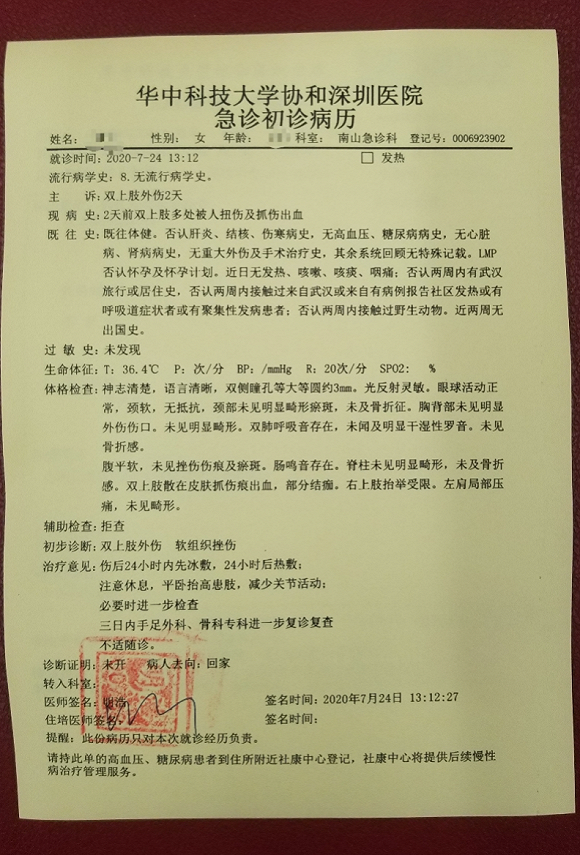 华中科技大学协和深圳医院
急诊初诊病历
姓名： 性别： 女 年龄： 科室： 南山急诊科 登记号：0006923902
就诊时间：2020-7-24 13:12 发热
流行病学史：8.无流行病学史。
主 诉：双上肢外伤2天
现 病 史：2天前双上肢多处被人扭伤及抓伤出血
既 往 史：既往体健。否认肝炎、结核、伤寒病史，无高血压、糖尿病病史，无心脏
病、肾病病史，无重大外伤及手术治疗史，其余系统回顾无特殊记载。LMP
否认怀孕及怀孕计划。近日无发热、咳嗽、咳痰、咽痛；否认两周内有武汉
旅行或居住史，否认两周内接触过来自武汉或来自有病例报告社区发热或有
呼吸道症状者或有聚集性发病患者；否认两周内接触过野生动物。近两周无
出国史。
过 敏 史：未发现
生命体征：T：36.4℃ P：次/分 BP：/mmHg R：20次/分 SPO2： %
体格检查：神志清楚，语言清晰，双侧瞳孔等大等圆约3mm。光反射灵敏。眼球活动正
常，颈软，无抵抗，颈部未见明显畸形瘀斑，未及骨折征。胸背部未见明显
外伤伤口。未见明显畸形。双肺呼吸音存在，未闻及明显干湿性罗音。未见
骨折感。
腹平软，未见挫伤伤痕及瘀斑。肠鸣音存在。脊柱未见明显畸形，未及骨折
感。双上肢散在皮肤抓伤痕出血，部分结痂。右上肢抬举受限。左肩局部压
痛，未见畸形。
辅助检查：拒查
初步诊断：双上肢外伤 软组织挫伤
治疗意见：伤后24小时内先冰敷，24小时后热敷；
注意休息，平卧抬高患肢，减少关节活动；
必要时进一步检查
三日内手足外科、骨科专科进一步复诊复查
不适随诊。
诊断证明：未开 病人去向：回家
转入科室：
医师签名： 签名时间：2020年7月24日 13:12:27
住培医师签名： 签名时间：
提醒：此份病历只对本次就诊经历负责。
请持此单的高血压、糖尿病患者到住所附近社康中心登记，社康中心将提供后续慢性
病治疗管理服务。